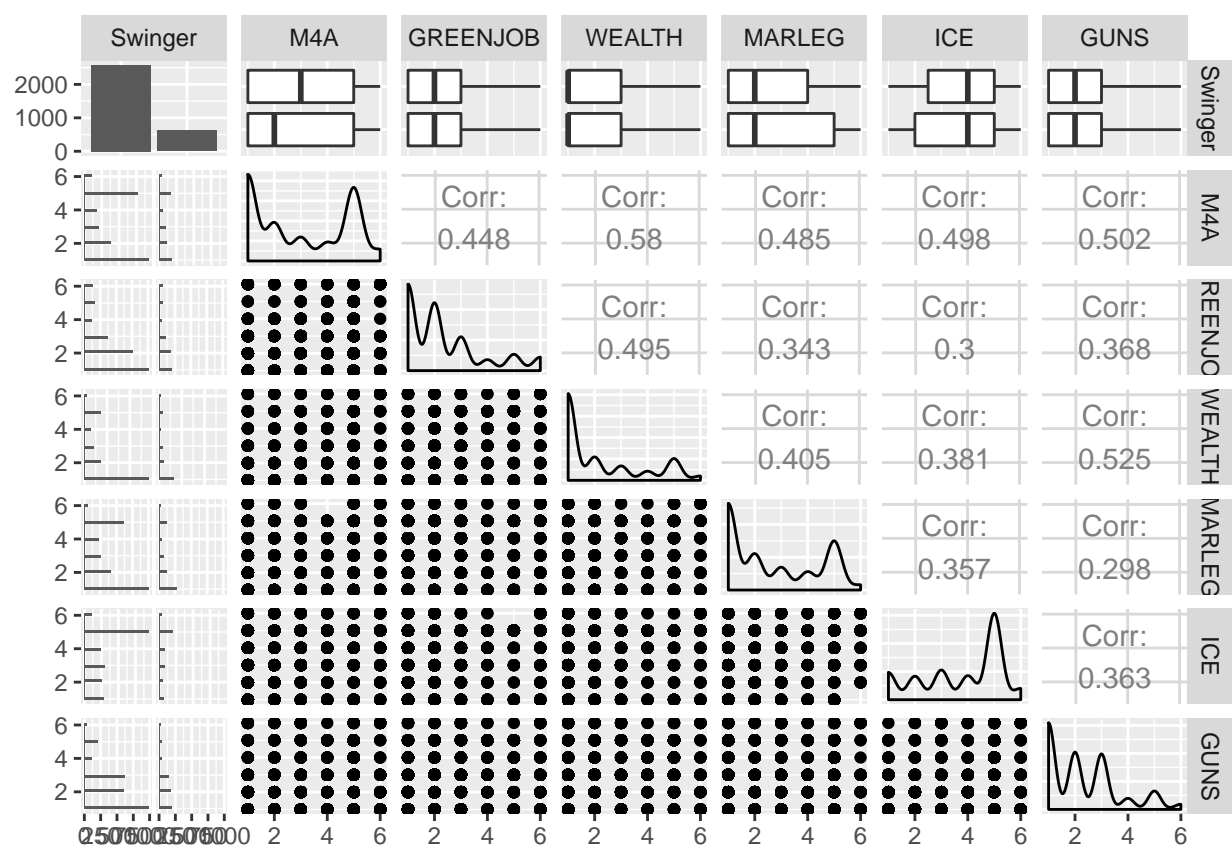 Swinger M4A GREENJOB WEALTH MARLEG ICE GUNS
2000
1000
0
Swinger
6
4
2
Corr: Corr: Corr: Corr: Corr:
0.448 0.58 0.485 0.498 0.502
M4A
6
4
2
Corr: Corr: Corr: Corr:
0.495 0.343 0.3 0.368
REENJO
6
4
2
Corr: Corr: Corr:
0.405 0.381 0.525
WEALTH
6
4
2
Corr: Corr:
0.357 0.298
MARLEG
6
4
2
Corr:
0.363
ICE
6
4
2
GUNS
2 4 6 2 4 6 2 4 6 2 4 6 2 4 6 2 4 6